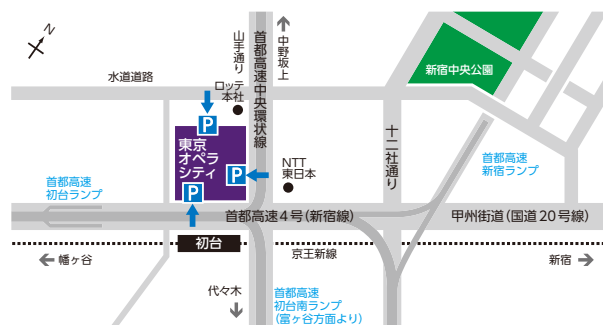 N
山手通り
首都高速中央環状線
中野坂上
新宿中央公園
水道道路
ロッテ
本社
P
東京
オペラ
シティ
P
P
NTT
東日本
十二社通り
首都高速
新宿ランプ
首都高速
初台ランプ
首都高速4号(新宿線)
甲州街道(国道20号線)
初台
京王新線
幡ヶ谷
新宿
代々木
首都高速
初台南ランプ
(富ヶ谷方面より)